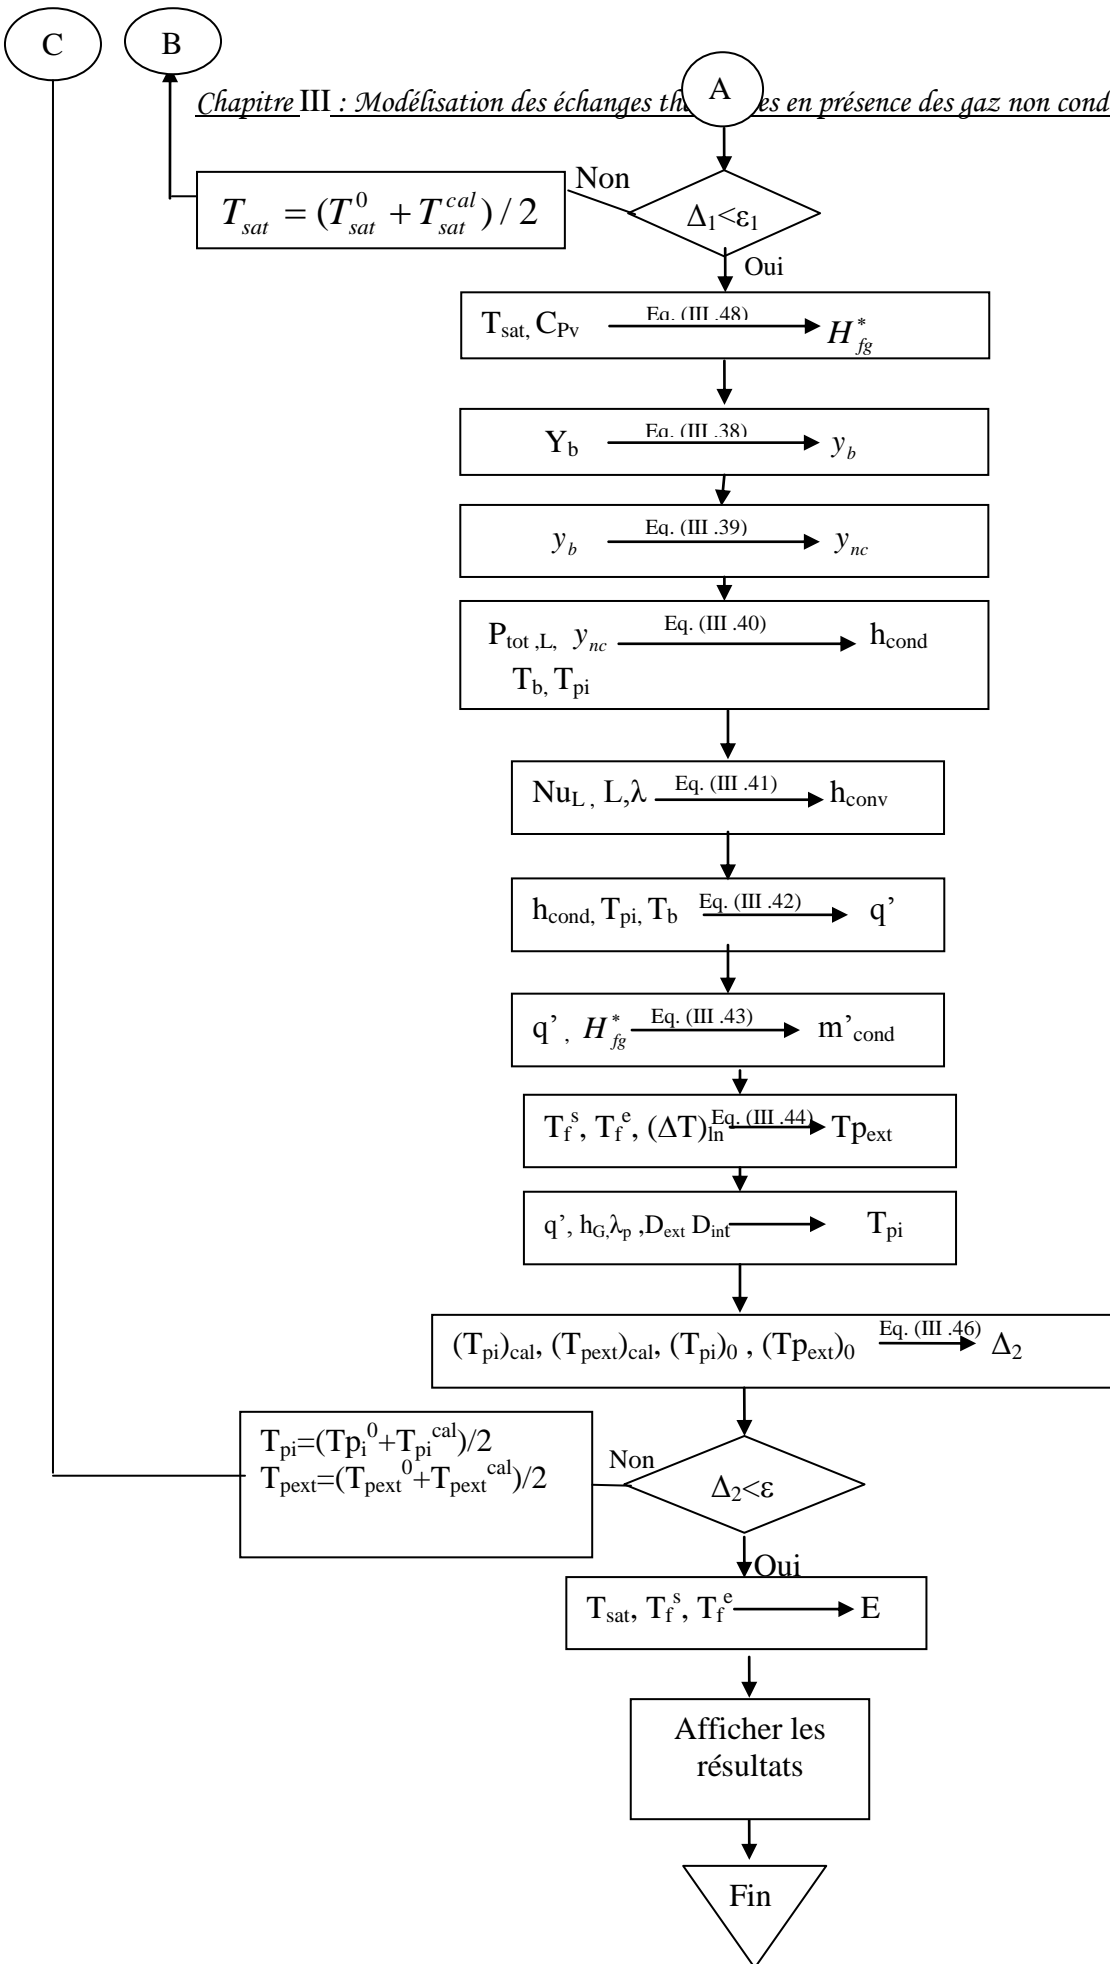 C B
A
Chapitre III : Modélisation des échanges es en présence des gaz non
Non
T_sat = (T_sat^0 + T_sat^cal) / 2
Δ₁<ε₁
Oui
T_sat, C_Pv Eq. (III .48) H_fg^*
Y_b Eq. (III .38) y_b
y_b Eq. (III .39) y_nc
P_tot ,L, y_nc Eq. (III .40) h_cond
T_b, T_pi
Nu_L , L,λ Eq. (III .41) h_conv
h_cond, T_pi, T_b Eq. (III .42) q’
q’ , H_fg^* Eq. (III .43) m’_cond
T_f^s, T_f^e, (ΔT)_ln Eq. (III .44) Tp_ext
q’, h_G,λ_p ,D_ext D_int T_pi
(T_pi)_cal, (T_pext)_cal, (T_pi)_0 , (Tp_ext)_0 Eq. (III .46) Δ₂
T_pi=(Tp_i^0+T_pi^cal)/2
T_pext=(T_pext^0+T_pext^cal)/2
Non
Δ₂<ε
Oui
T_sat, T_f^s, T_f^e E
Afficher les
résultats
Fin